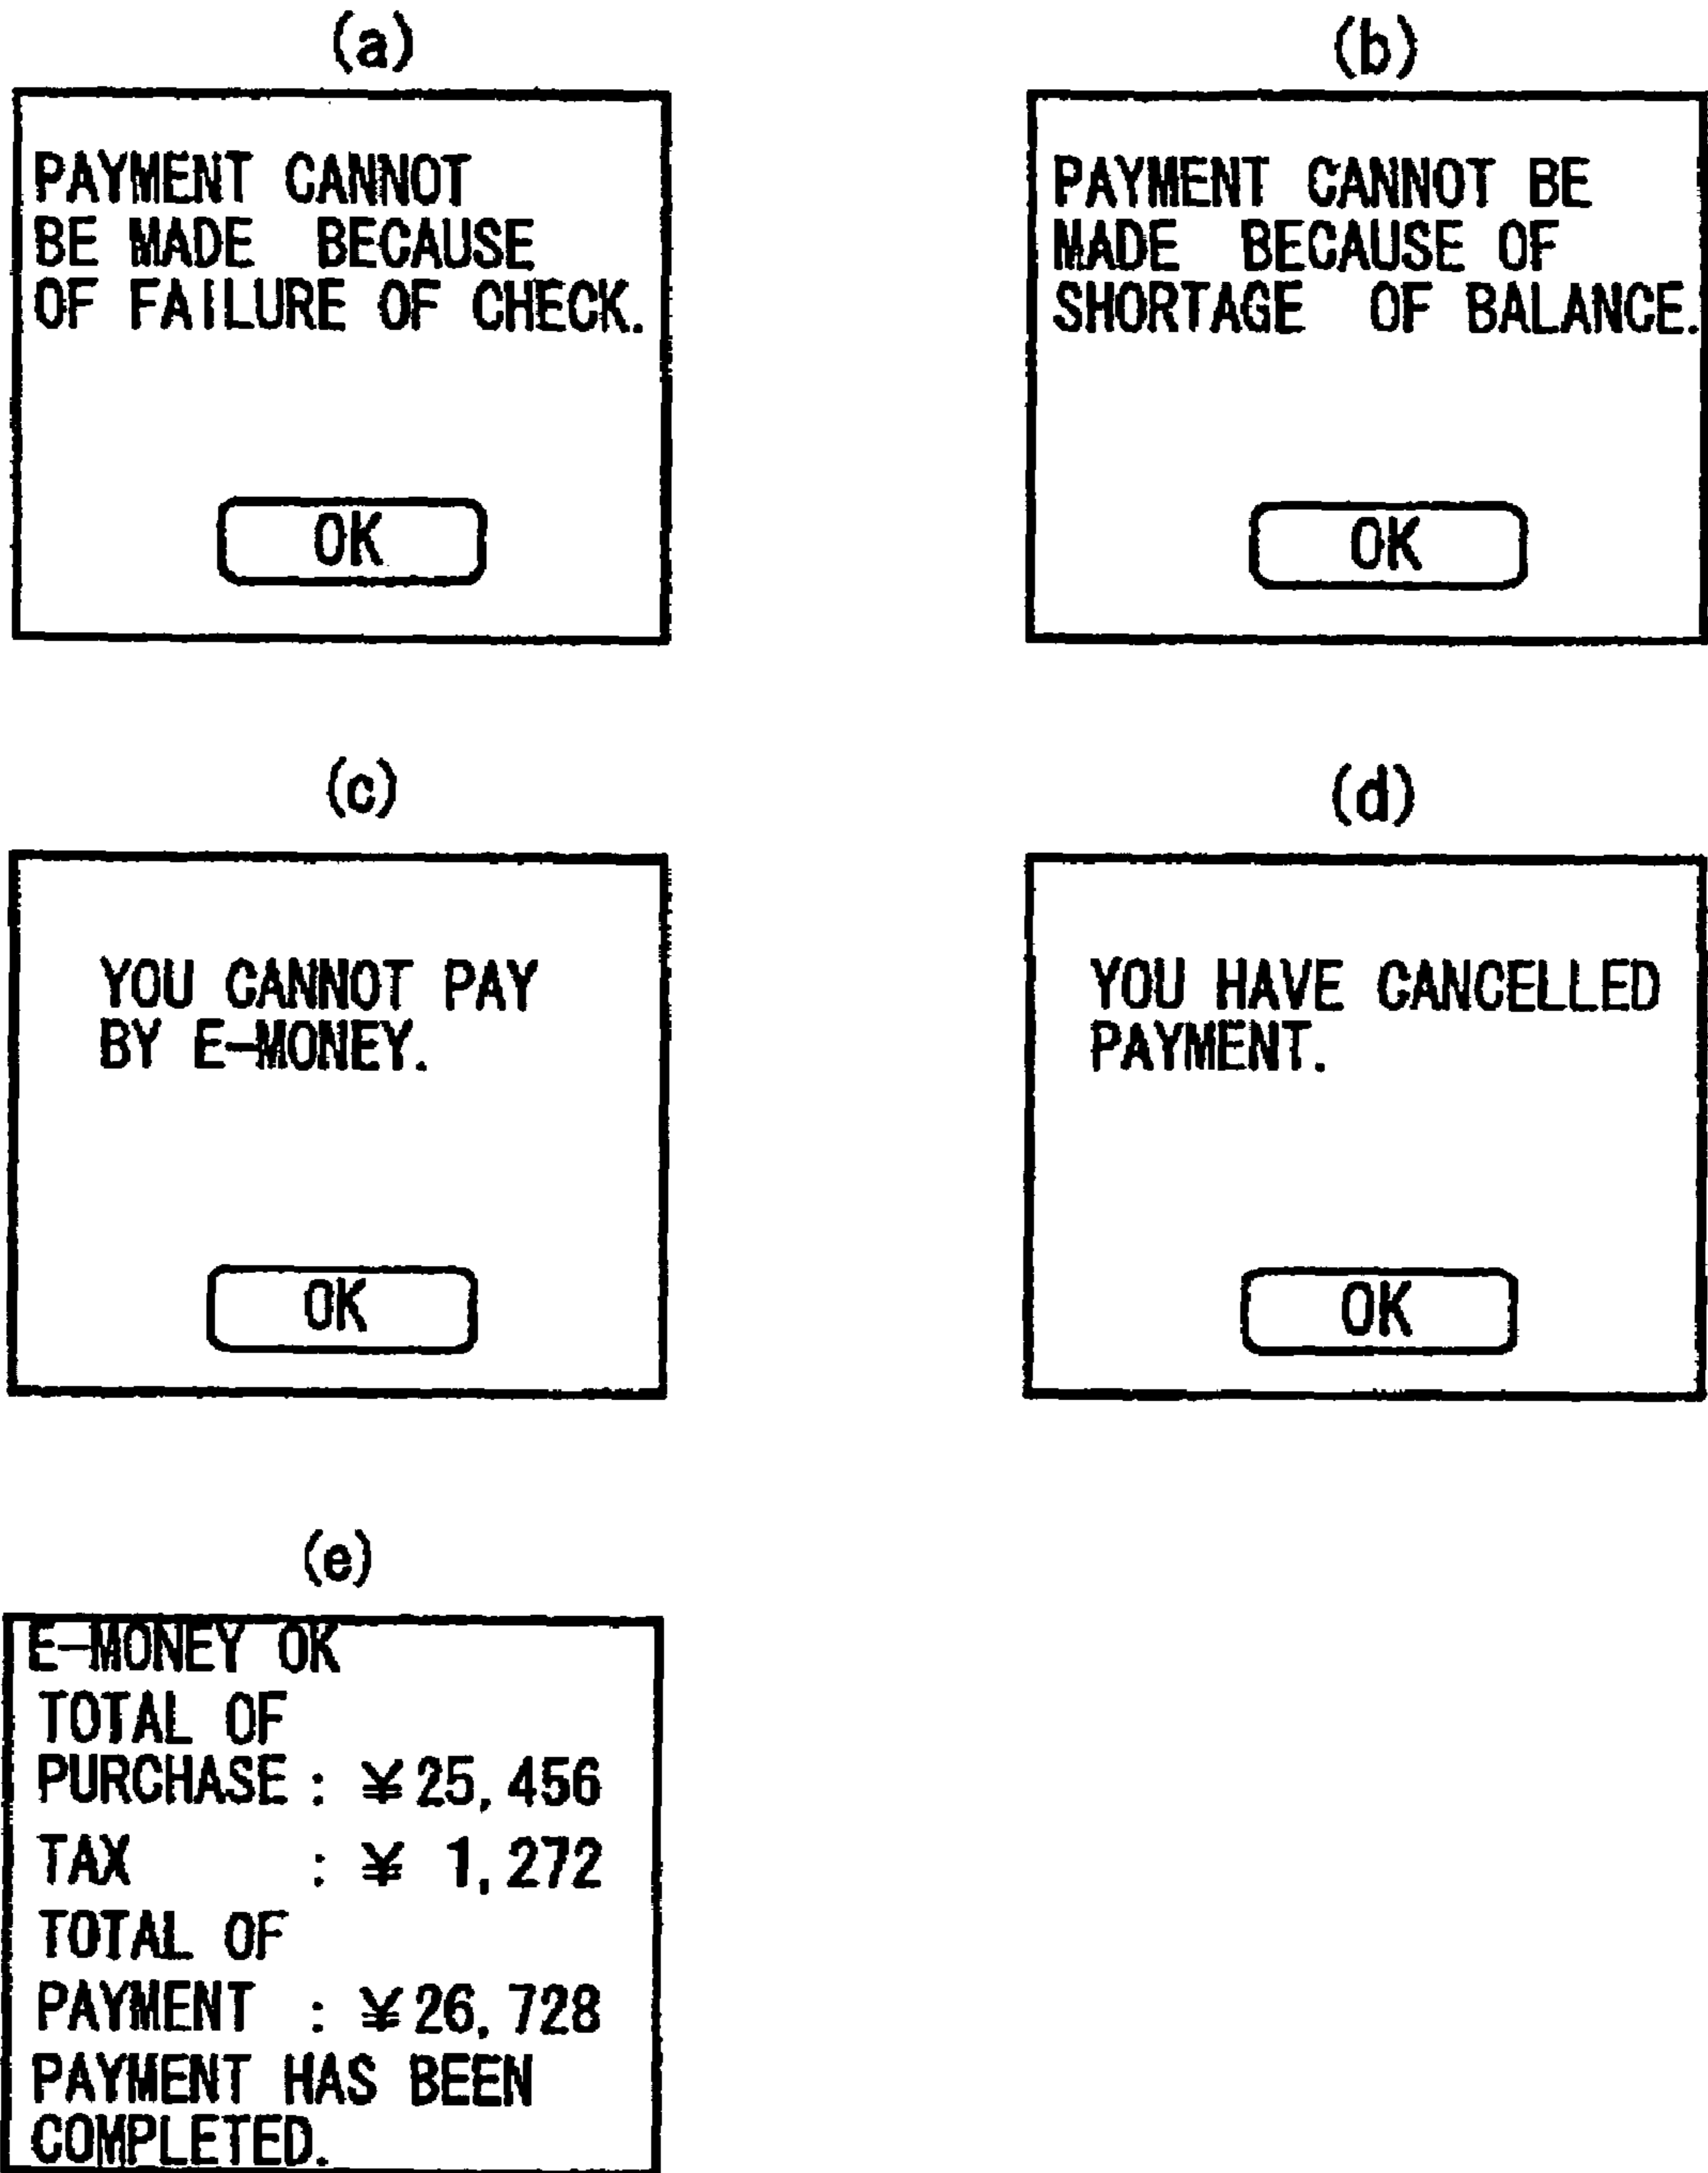 (a)
PAYMENT CANNOT
BE MADE BECAUSE
OF FAILURE OF CHECK.
OK
(b)
PAYMENT CANNOT BE
MADE BECAUSE OF
SHORTAGE OF BALANCE.
OK
(c)
YOU CANNOT PAY
BY E-MONEY.
OK
(d)
YOU HAVE CANCELLED
PAYMENT.
OK
(e)
E-MONEY OK
TOTAL OF
PURCHASE : ¥25,456
TAX : ¥ 1,272
TOTAL OF
PAYMENT : ¥26,728
PAYMENT HAS BEEN
COMPLETED.